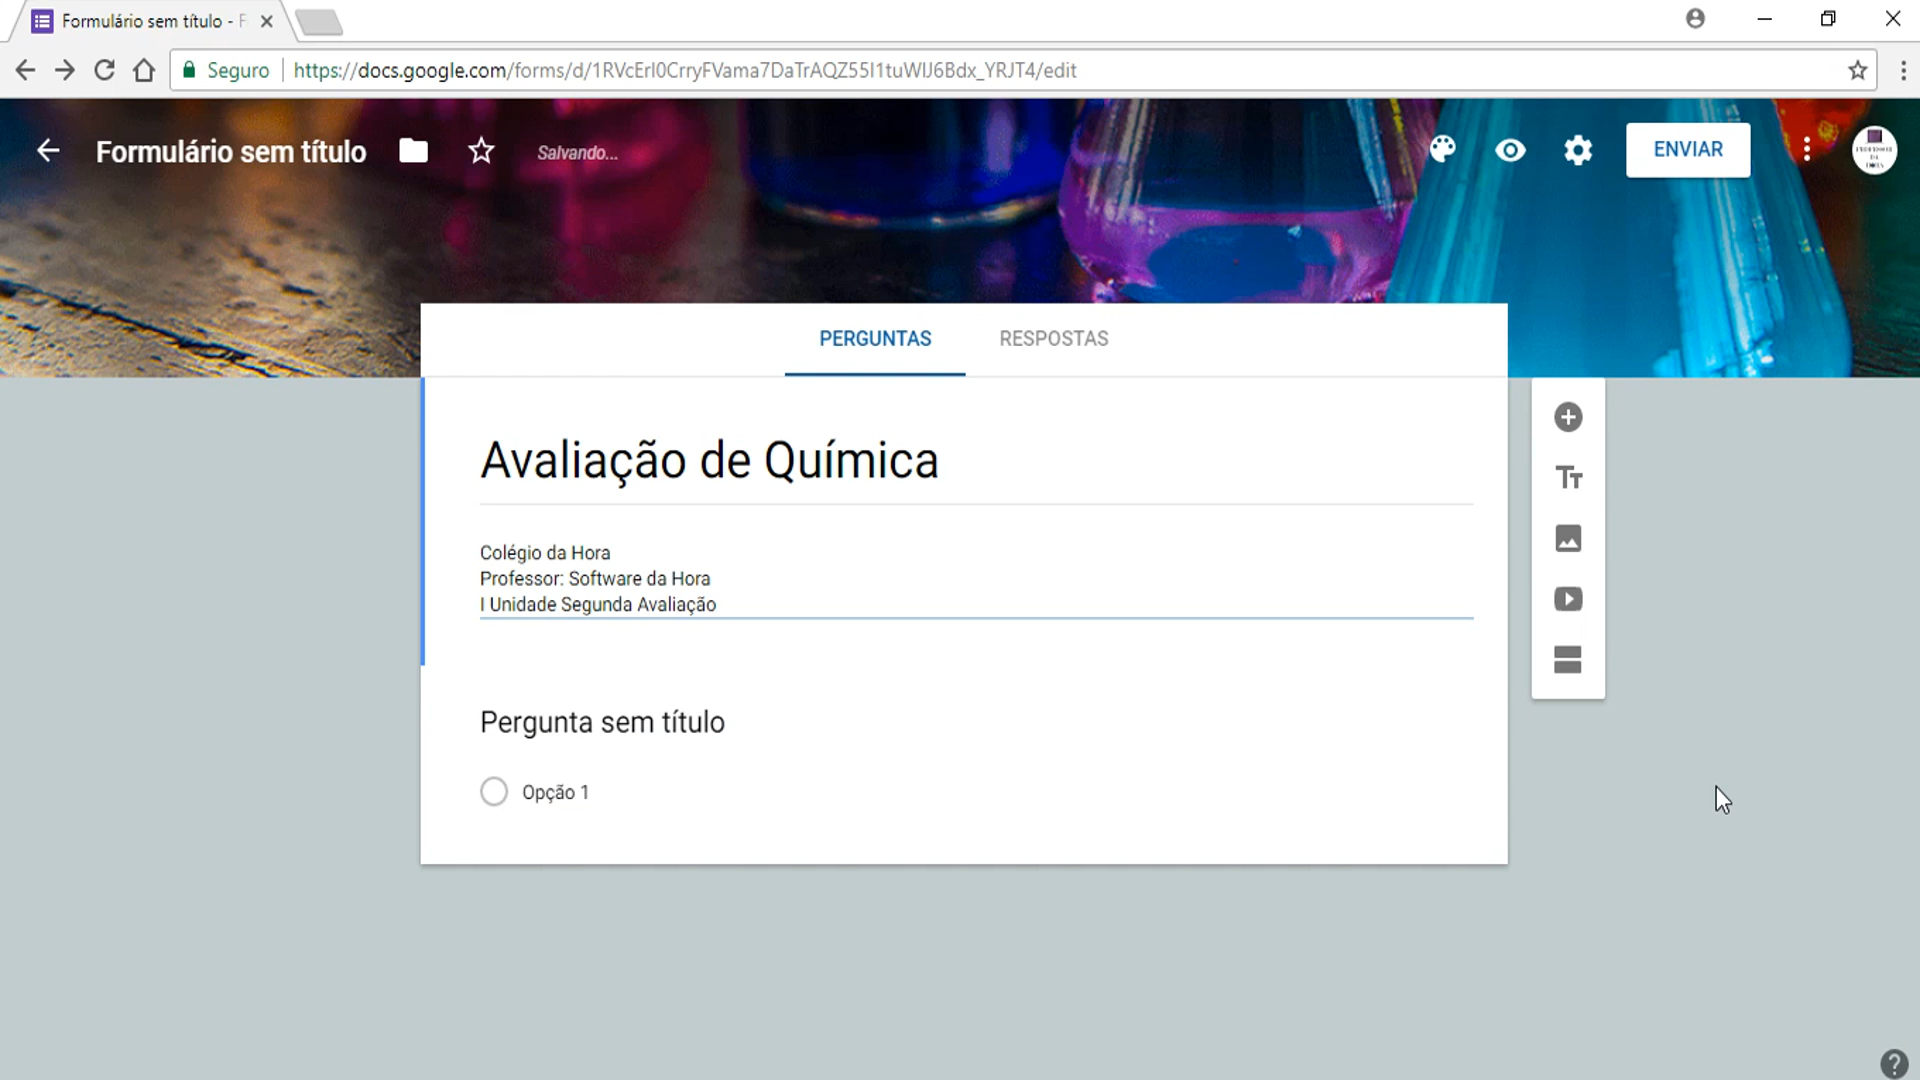 Formulário sem título - F
Seguro
https://docs.google.com/forms/d/1RVcErI0CrryFVama7DaTrAQZ55I1tuWIJ6Bdx_YRJT4/edit
Formulário sem título
Salvando...
ENVIAR
PERGUNTAS
RESPOSTAS
Avaliação de Química
Colégio da Hora
Professor: Software da Hora
I Unidade Segunda Avaliação
Pergunta sem título
Opção 1